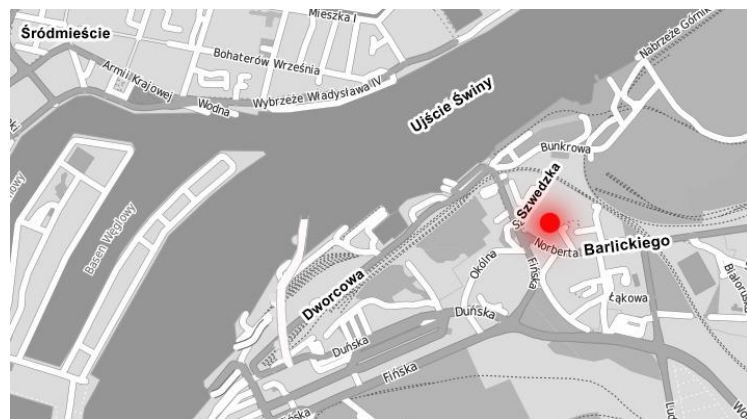 Mieszka I
Śródmieście
Bohaterów Września
Armii Krajowej
Wodna
Wybrzeże Władysława IV
Ujście Świny
Nabrzeże Górnik
Bunkrowa
Szwedzka
Basen Węglowy
Norberta
Barlickiego
Okólna
Fińska
Łąkowa
Białoruska
Dworcowa
Duńska
Duńska
Fińska